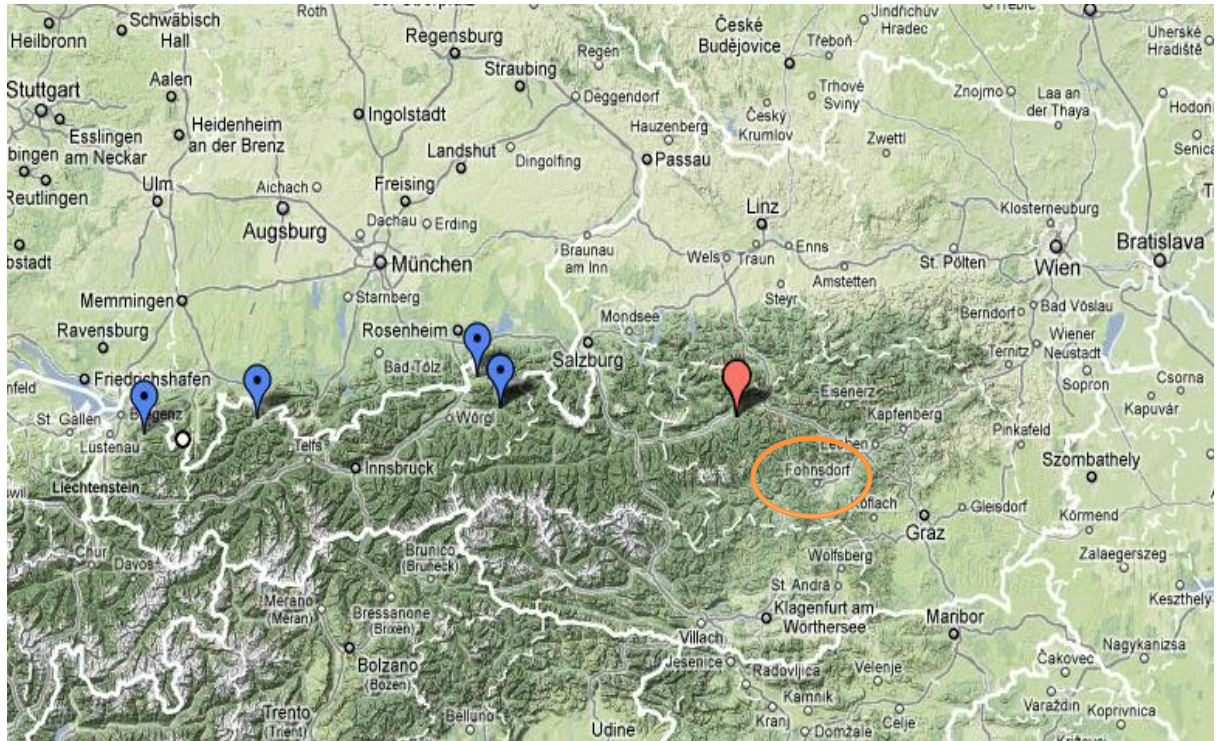 Schwäbisch
Hall
Roth
Heilbronn
Regensburg
Regen
České
Budějovice
Třeboň
Jindřichův
Hradec
Uherské
Hradiště
Stuttgart
Aalen
Straubing
Deggendorf
Trhové
Sviny
Znojmo
Laa an
der Thaya
Esslingen
am Neckar
Heidenheim
an der Brenz
Ingolstadt
Hauzenberg
Český
Krumlov
Zwettl
Senica
Landshut
Dingolfing
Passau
Reutlingen
Ulm
Aichach
Freising
Linz
Klosterneuburg
Augsburg
Dachau
Erding
Braunau
am Inn
Wels
Traun
Enns
St. Pölten
Wien
Bratislava
München
Amstetten
Memmingen
Starnberg
Steyr
Berndorf
Bad Vöslau
Ravensburg
Rosenheim
Mondsee
Wiener
Neustadt
Ternitz
Bad Tölz
Salzburg
Friedrichshafen
Sopron
Csorna
Eisenerz
St. Gallen
Bregenz
Wörgl
Kapfenberg
Kapuvár
Lustenau
Telfs
Leoben
Pinkafeld
Innsbruck
Fohnsdorf
Szombathely
Liechtenstein
Köflach
Gleisdorf
Graz
Körmend
Chur
Davos
Brunico
(Bruneck)
Wolfsberg
Zalaegerszeg
St. Andrä
Merano
(Meran)
Bressanone
(Brixen)
Klagenfurt am
Wörthersee
Maribor
Keszthely
Villach
Nagykanizsa
Bolzano
(Bozen)
Jesenice
Radovljica
Velenje
Čakovec
Kamnik
Varaždin
Koprivnica
Trento
(Trient)
Belluno
Udine
Kranj
Domžale
Celje